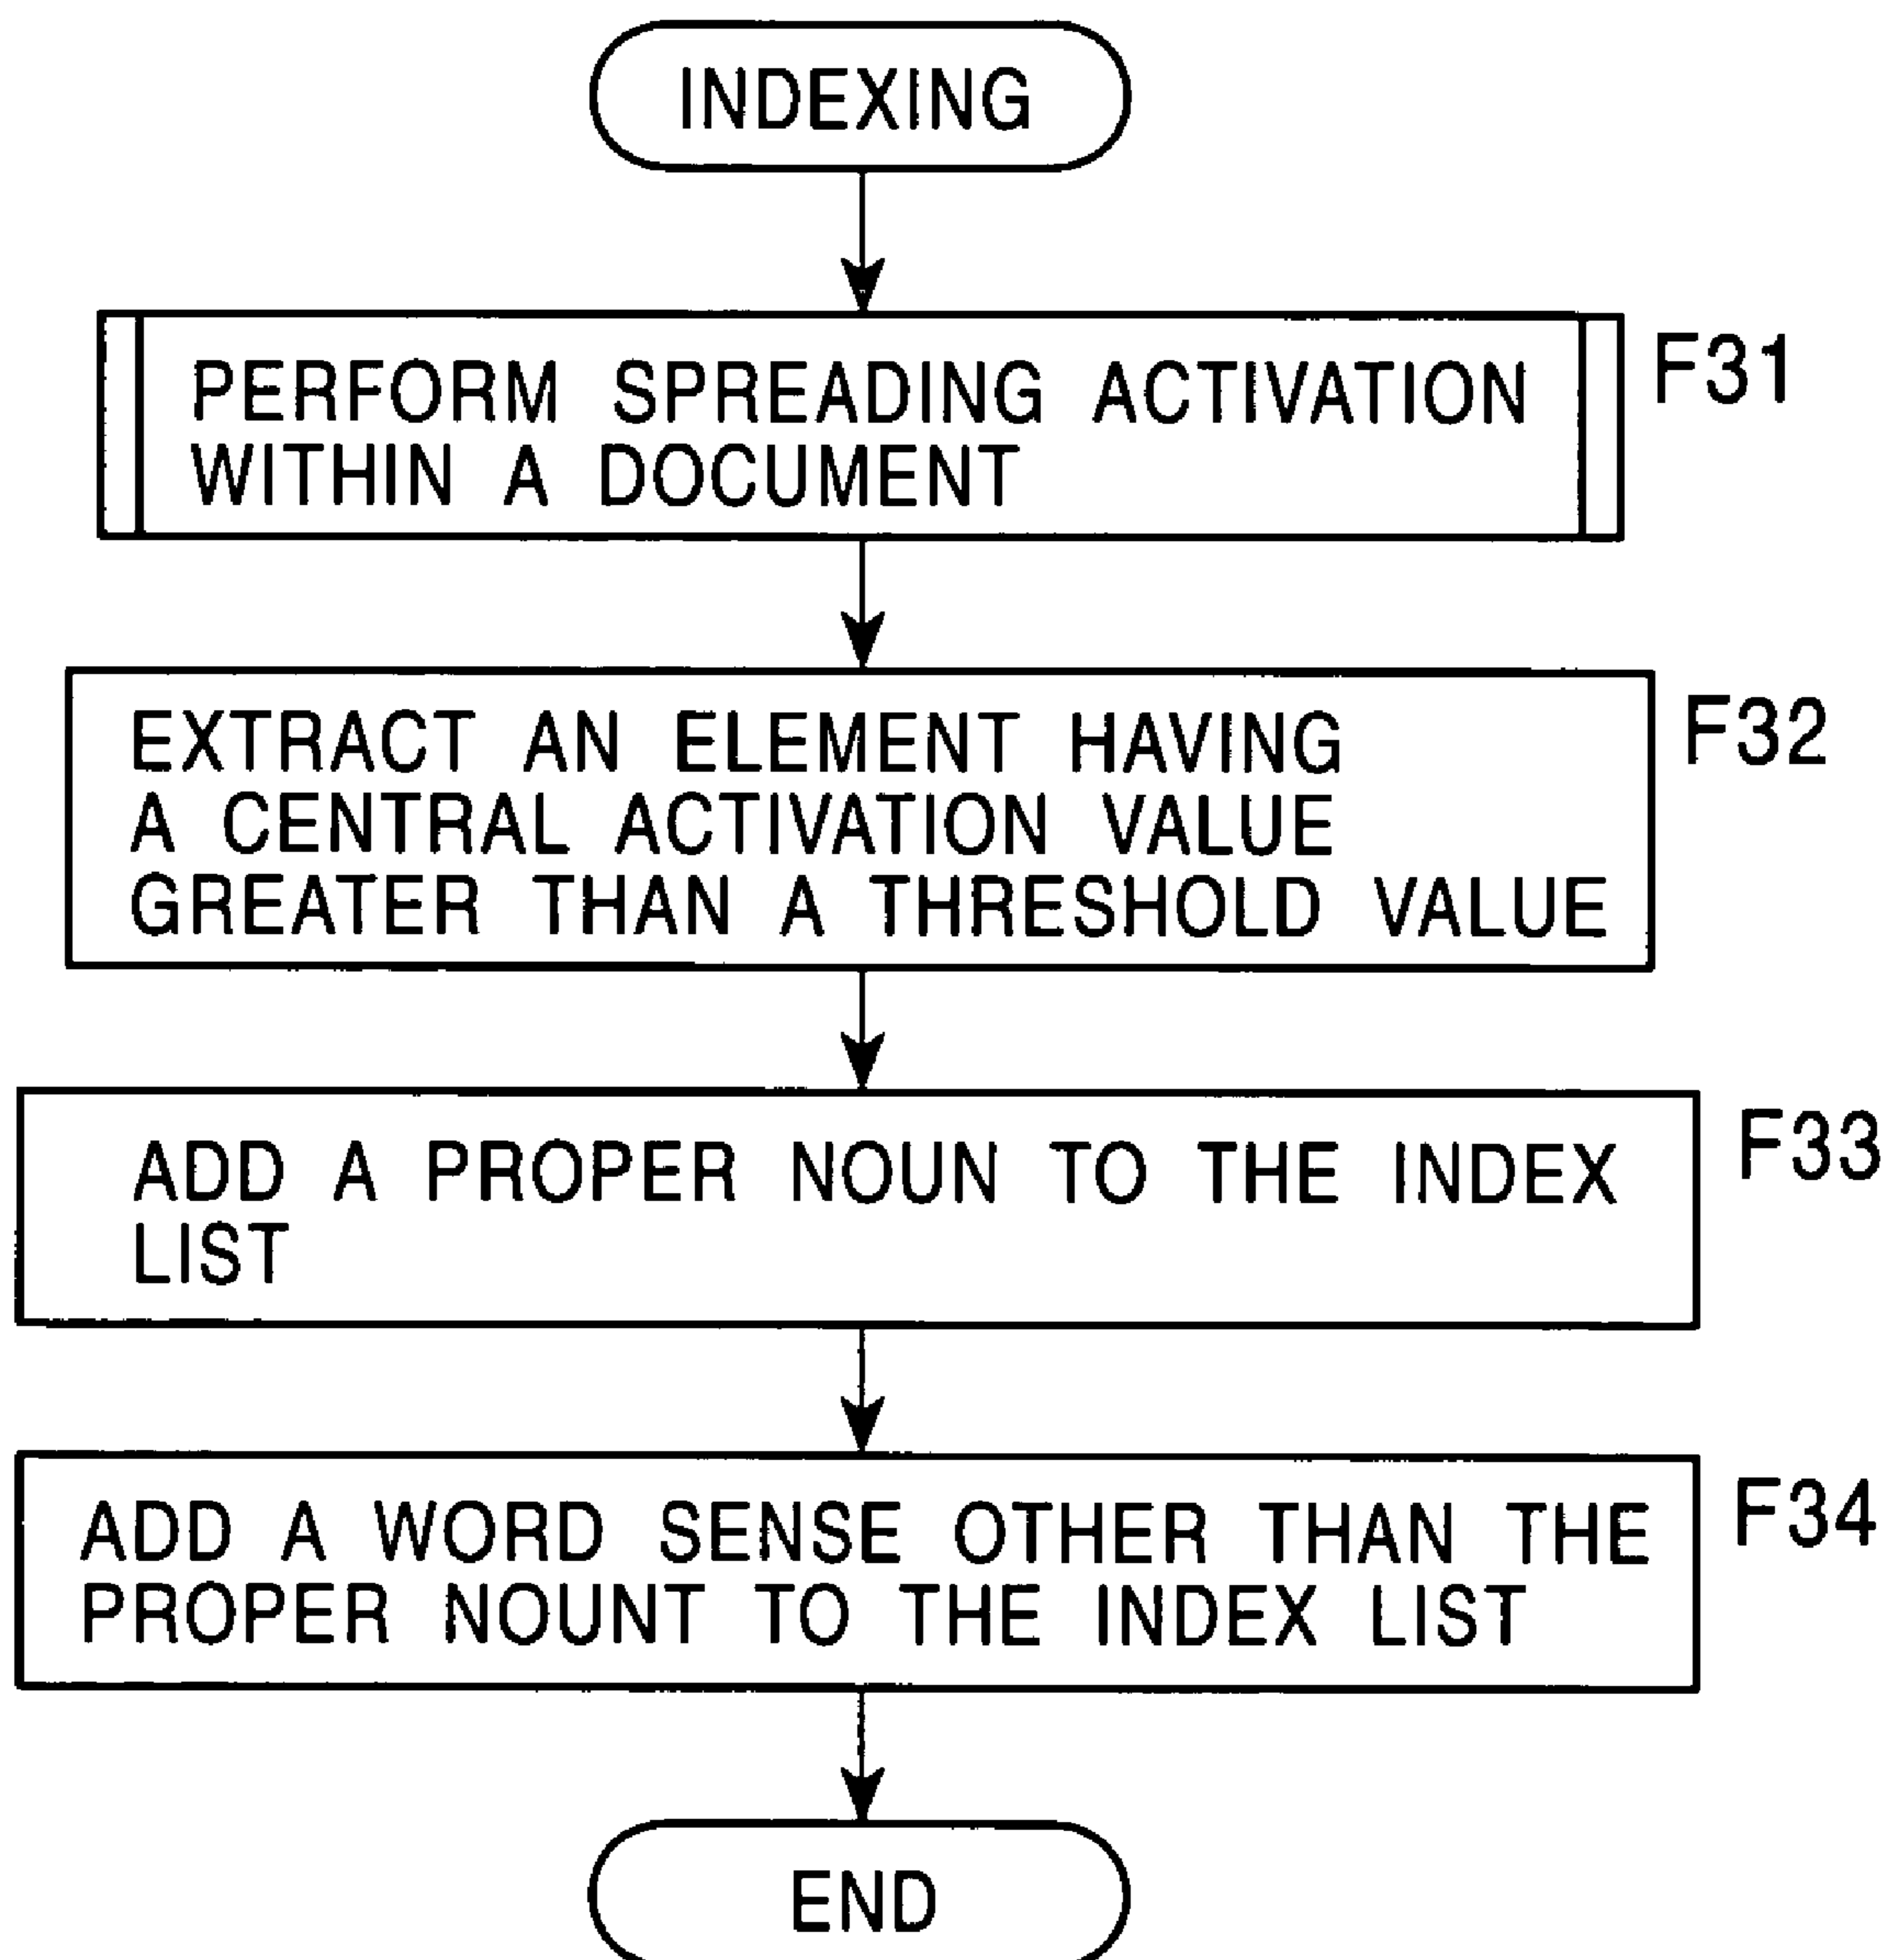 INDEXING
PERFORM SPREADING ACTIVATION
WITHIN A DOCUMENT
F31
EXTRACT AN ELEMENT HAVING
A CENTRAL ACTIVATION VALUE
GREATER THAN A THRESHOLD VALUE
F32
ADD A PROPER NOUN TO THE INDEX
LIST
F33
ADD A WORD SENSE OTHER THAN THE
PROPER NOUNT TO THE INDEX LIST
F34
END